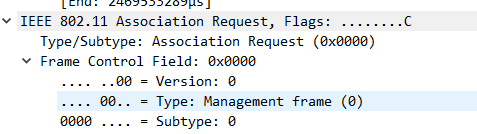 [End: 2469533289µs]
IEEE 802.11 Association Request, Flags: ........C
Type/Subtype: Association Request (0x0000)
Frame Control Field: 0x0000
.... ..00 = Version: 0
.... 00.. = Type: Management frame (0)
0000 .... = Subtype: 0